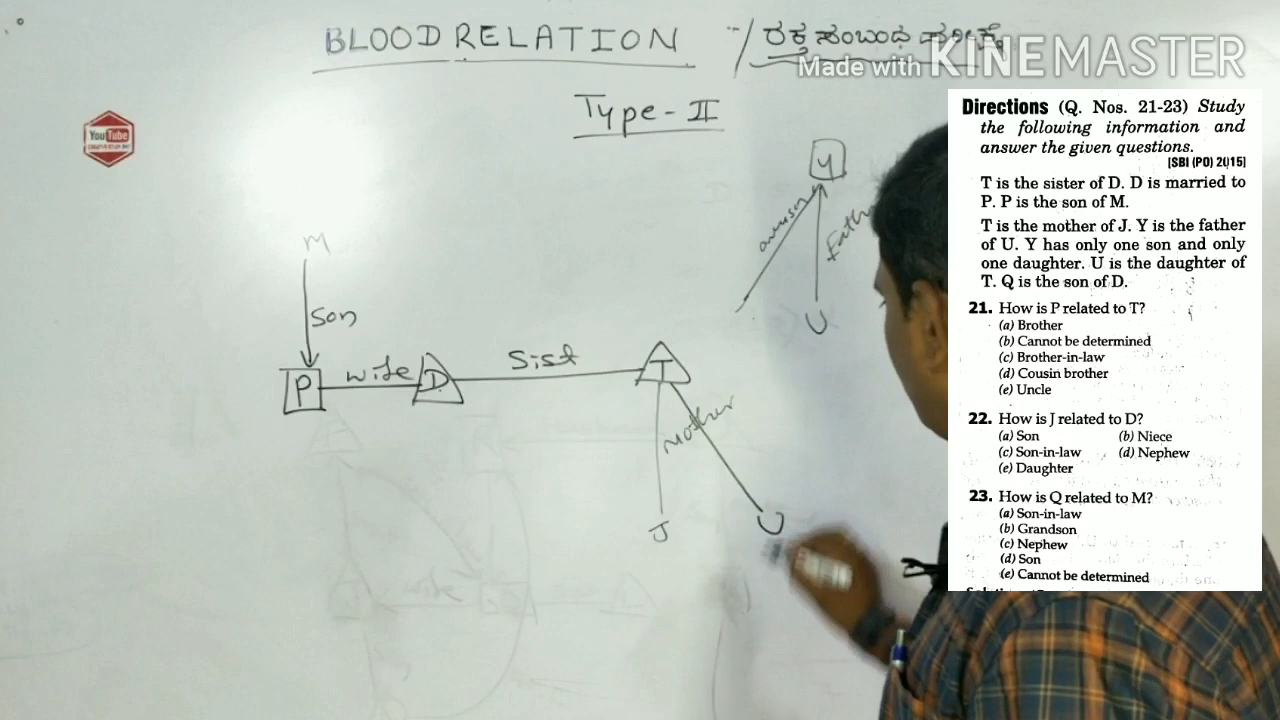 BLOOD RELATION :-/ ರಕ್ತ ಸಂಬಂಧ
Made with KINEMASTER
Type - II
You Tube
Directions (Q. Nos. 21-23) Study
the following information and
answer the given questions.
[SBI (PO) 2015]
T is the sister of D. D is married to
P. P is the son of M.
T is the mother of J. Y is the father
of U. Y has only one son and only
one daughter. U is the daughter of
T. Q is the son of D.
21. How is P related to T?
(a) Brother
(b) Cannot be determined
(c) Brother-in-law
(d) Cousin brother
(e) Uncle
22. How is J related to D?
(a) Son (b) Niece
(c) Son-in-law (d) Nephew
(e) Daughter
23. How is Q related to M?
(a) Son-in-law
(b) Grandson
(c) Nephew
(d) Son
(e) Cannot be determined
Y
Father
U
M
Son
P wife D Sist T
Mother
J U